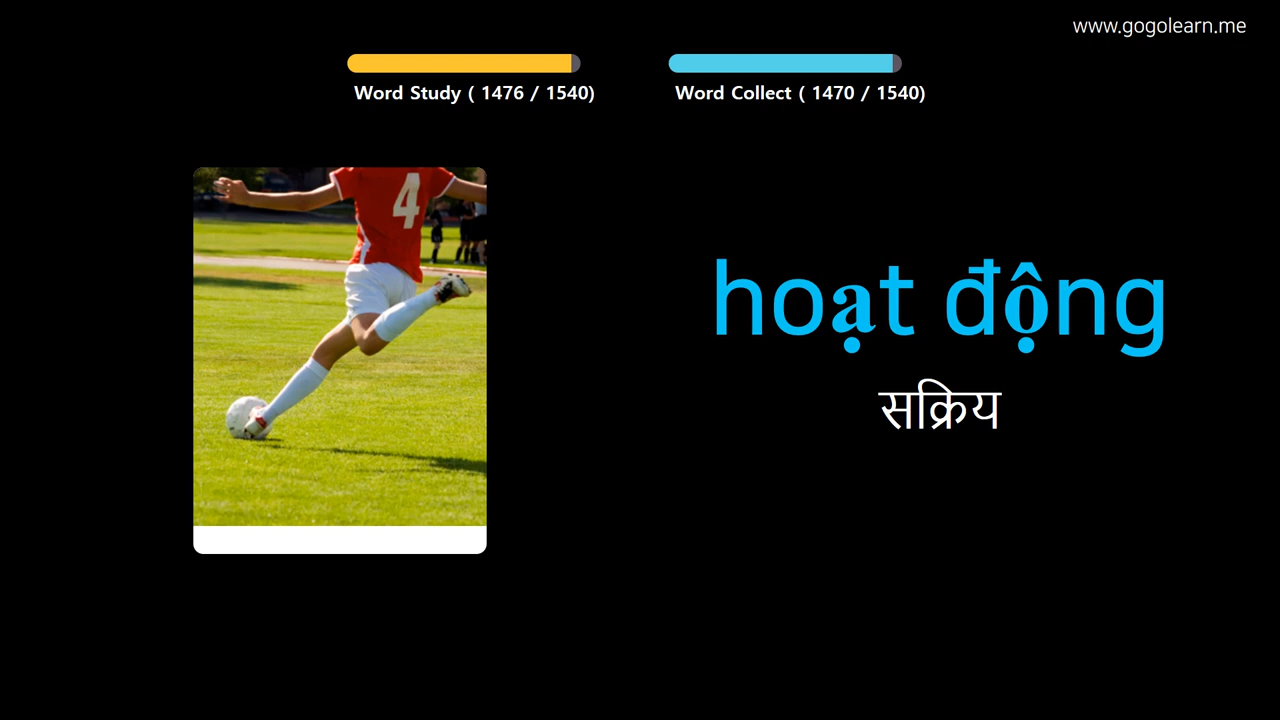 www.gogolearn.me
Word Study ( 1476 / 1540)
Word Collect ( 1470 / 1540)
4
hoạt động
सक्रिय